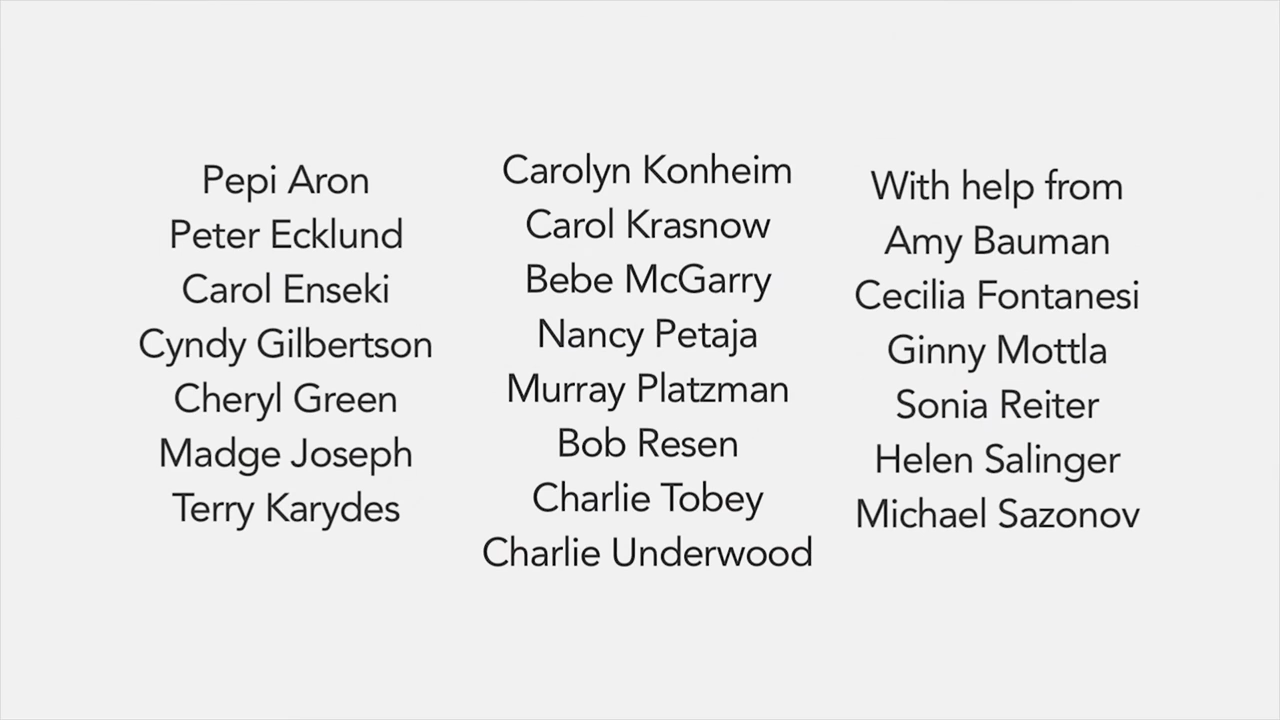 Pepi Aron
Peter Ecklund
Carol Enseki
Cyndy Gilbertson
Cheryl Green
Madge Joseph
Terry Karydes
Carolyn Konheim
Carol Krasnow
Bebe McGarry
Nancy Petaja
Murray Platzman
Bob Resen
Charlie Tobey
Charlie Underwood
With help from
Amy Bauman
Cecilia Fontanesi
Ginny Mottla
Sonia Reiter
Helen Salinger
Michael Sazonov